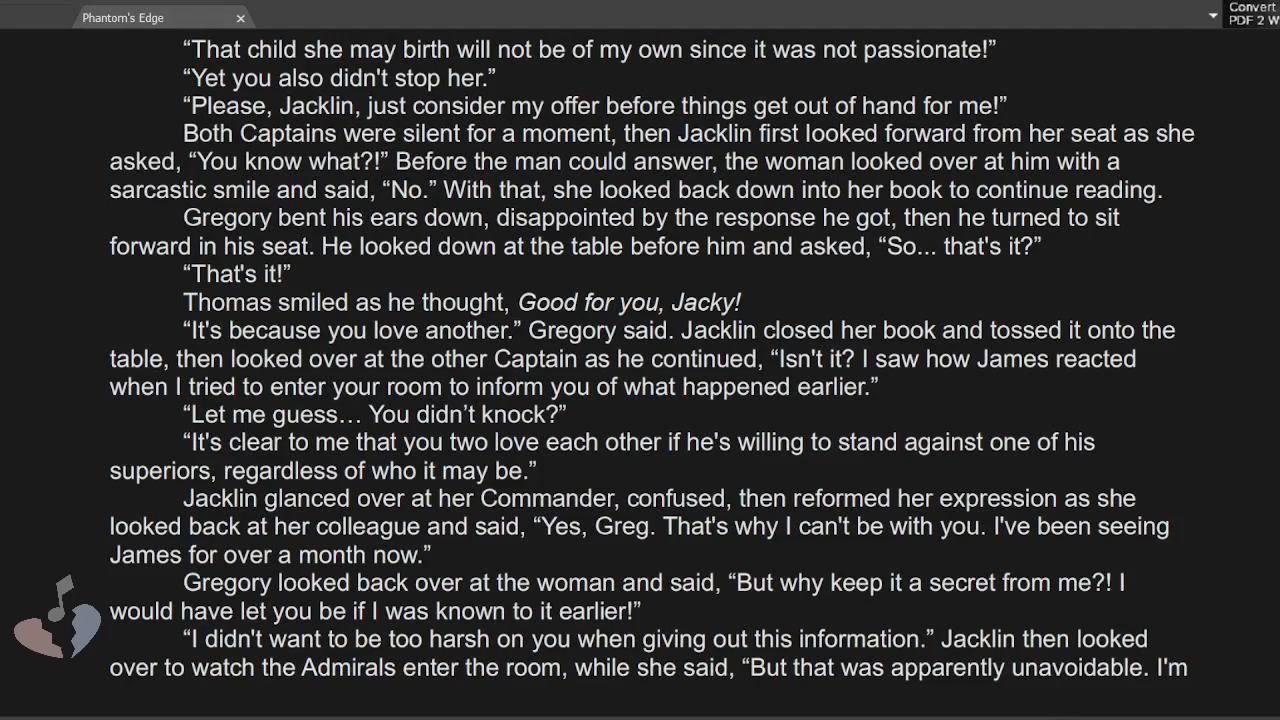 Phantom's Edge
Convert
PDF 2 W
“That child she may birth will not be of my own since it was not passionate!”
“Yet you also didn't stop her.”
“Please, Jacklin, just consider my offer before things get out of hand for me!”
Both Captains were silent for a moment, then Jacklin first looked forward from her seat as she
asked, “You know what?!” Before the man could answer, the woman looked over at him with a
sarcastic smile and said, “No.” With that, she looked back down into her book to continue reading.
Gregory bent his ears down, disappointed by the response he got, then he turned to sit
forward in his seat. He looked down at the table before him and asked, “So... that's it?”
“That's it!”
Thomas smiled as he thought, Good for you, Jacky!
“It's because you love another.” Gregory said. Jacklin closed her book and tossed it onto the
table, then looked over at the other Captain as he continued, “Isn't it? I saw how James reacted
when I tried to enter your room to inform you of what happened earlier.”
“Let me guess… You didn’t knock?”
“It's clear to me that you two love each other if he's willing to stand against one of his
superiors, regardless of who it may be.”
Jacklin glanced over at her Commander, confused, then reformed her expression as she
looked back at her colleague and said, “Yes, Greg. That's why I can't be with you. I've been seeing
James for over a month now.”
Gregory looked back over at the woman and said, “But why keep it a secret from me?! I
would have let you be if I was known to it earlier!”
“I didn't want to be too harsh on you when giving out this information.” Jacklin then looked
over to watch the Admirals enter the room, while she said, “But that was apparently unavoidable. I'm